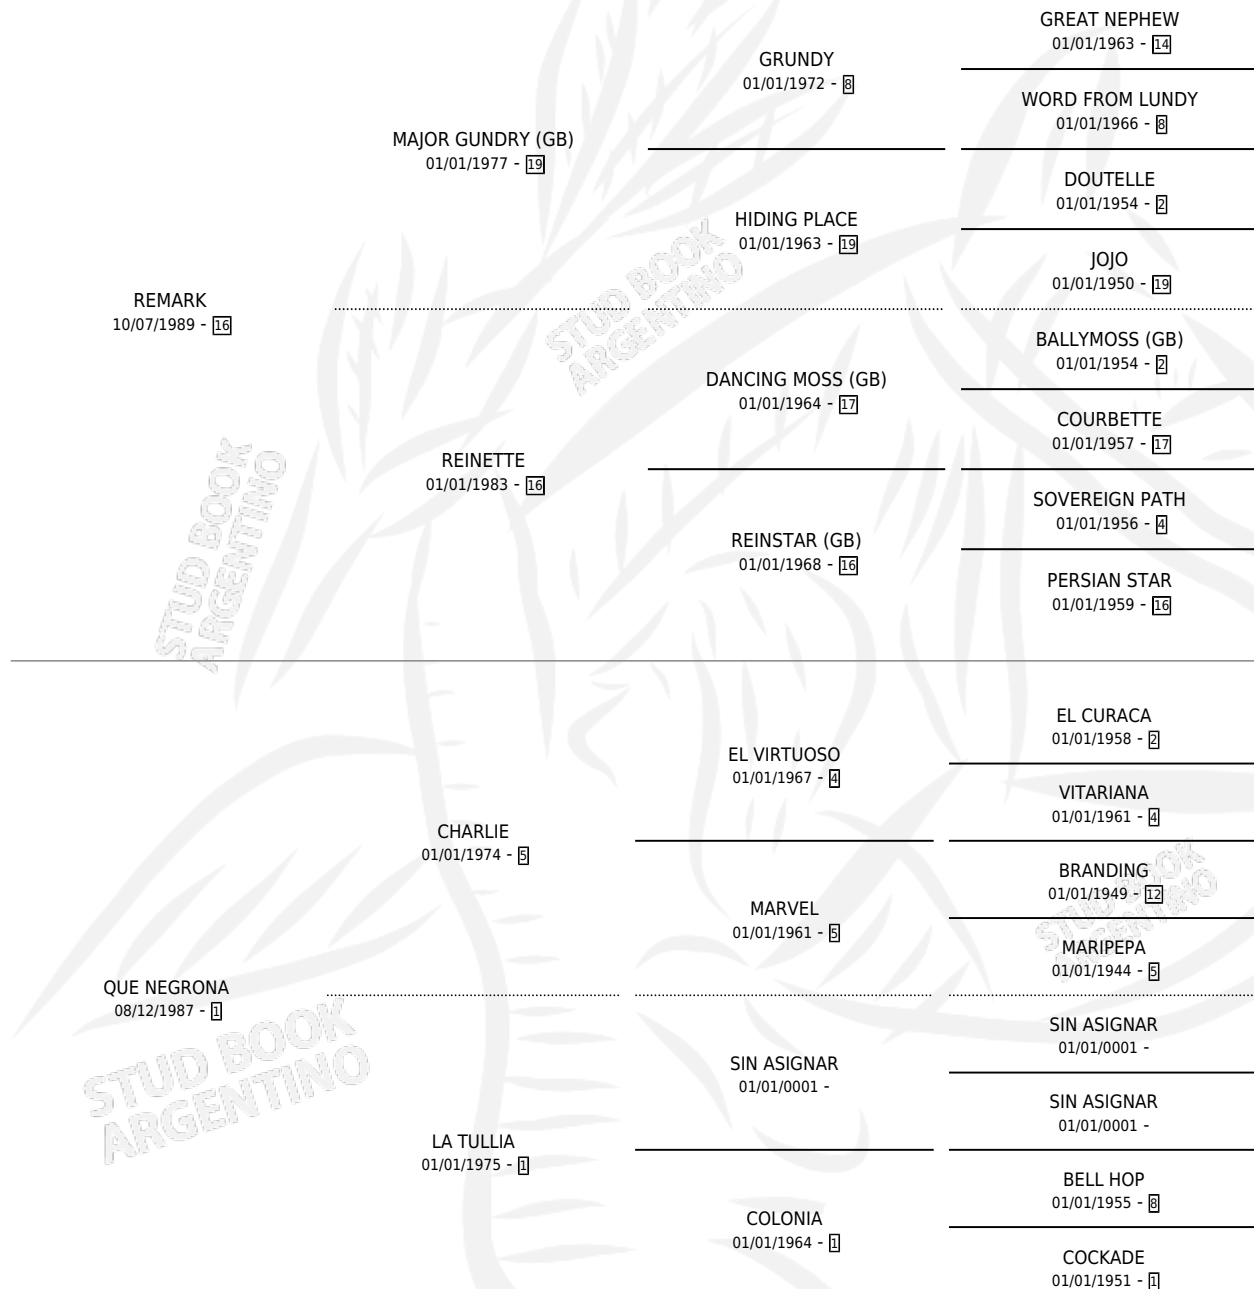 GREAT NEPHEW
01/01/1963 - 14
GRUNDY
01/01/1972 - 8
WORD FROM LUNDY
01/01/1966 - 8
MAJOR GUNDRY (GB)
01/01/1977 - 19
DOUTELLE
01/01/1954 - 2
HIDING PLACE
01/01/1963 - 19
JOJO
01/01/1950 - 19
REMARK
10/07/1989 - 16
STUD BOOK
ARGENTINO
BALLYMOSS (GB)
01/01/1954 - 2
DANCING MOSS (GB)
01/01/1964 - 17
COURBETTE
01/01/1957 - 17
REINETTE
01/01/1983 - 16
SOVEREIGN PATH
01/01/1956 - 4
REINSTAR (GB)
01/01/1968 - 16
PERSIAN STAR
01/01/1959 - 16
STUD BOOK
ARGENTINO
EL CURACA
01/01/1958 - 2
EL VIRTUOSO
01/01/1967 - 4
VITARIANA
01/01/1961 - 4
CHARLIE
01/01/1974 - 5
BRANDING
01/01/1949 - 12
MARVEL
01/01/1961 - 5
MARIPEPA
01/01/1944 - 5
STUD BOOK
ARGENTINO
QUE NEGRONA
08/12/1987 - 1
STUD BOOK
ARGENTINO
SIN ASIGNAR
01/01/0001 -
SIN ASIGNAR
01/01/0001 -
SIN ASIGNAR
01/01/0001 -
LA TULLIA
01/01/1975 - 1
BELL HOP
01/01/1955 - 8
COLONIA
01/01/1964 - 1
COCKADE
01/01/1951 - 1